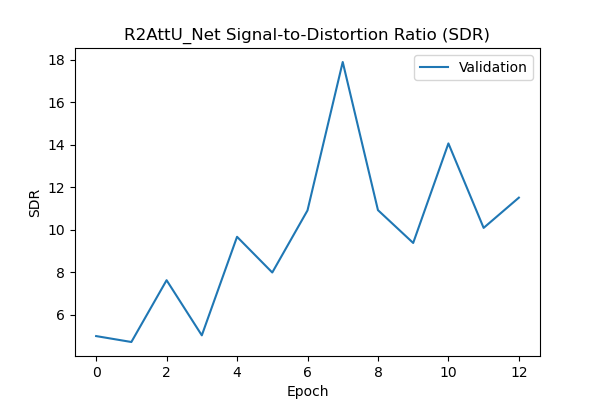 R2AttU_Net Signal-to-Distortion Ratio (SDR)
Validation
18
16
14
12
10
8
6
SDR
0 2 4 6 8 10 12
Epoch